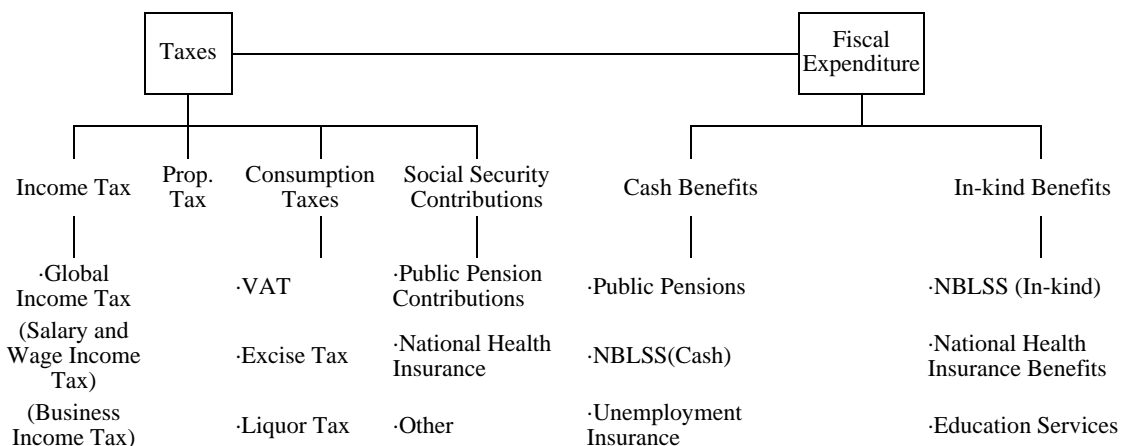 Taxes
Fiscal
Expenditure
Income Tax
Prop.
Tax
Consumption
Taxes
Social Security
Contributions
Cash Benefits
In-kind Benefits
·Global
Income Tax
(Salary and
Wage Income
Tax)
(Business
Income Tax)
·VAT
·Excise Tax
·Liquor Tax
·Public Pension
Contributions
·National Health
Insurance
·Other
·Public Pensions
·NBLSS(Cash)
·Unemployment
Insurance
·NBLSS (In-kind)
·National Health
Insurance Benefits
·Education Services